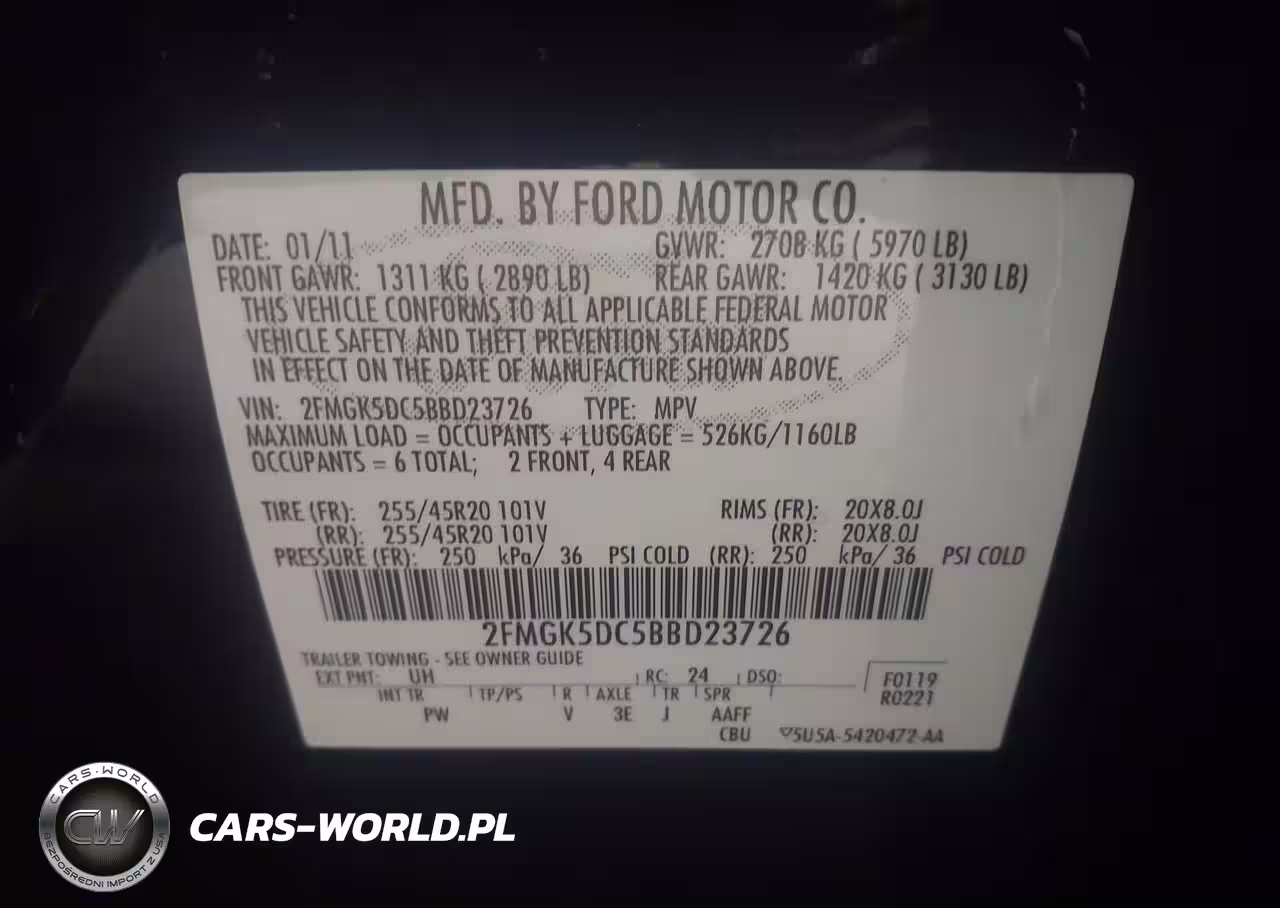 MFD. BY FORD MOTOR CO.
DATE: 01/11 GVWR: 2708 KG ( 5970 LB)
FRONT GAWR: 1311 KG ( 2890 LB) REAR GAWR: 1420 KG ( 3130 LB)
THIS VEHICLE CONFORMS TO ALL APPLICABLE FEDERAL MOTOR
VEHICLE SAFETY AND THEFT PREVENTION STANDARDS
IN EFFECT ON THE DATE OF MANUFACTURE SHOWN ABOVE.
VIN: 2FMGK5DC5BBD23726 TYPE: MPV
MAXIMUM LOAD = OCCUPANTS + LUGGAGE = 526KG/1160LB
OCCUPANTS = 6 TOTAL; 2 FRONT, 4 REAR
TIRE (FR): 255/45R20 101V RIMS (FR): 20X8.0J
(RR): 255/45R20 101V (RR): 20X8.0J
PRESSURE (FR): 250 kPa/ 36 PSI COLD (RR): 250 kPa/ 36 PSI COLD
2FMGK5DC5BBD23726
TRAILER TOWING - SEE OWNER GUIDE
EXT PNT: UH RC: 24 DSO: F0119
R0221
INT TR TP/PS R AXLE TR SPR
PW V 3E J AAFF
CBU ▽5U5A-5420472-AA
CARS-WORLD
CW
BEZPOŚREDNI IMPORT Z USA
CARS-WORLD.PL